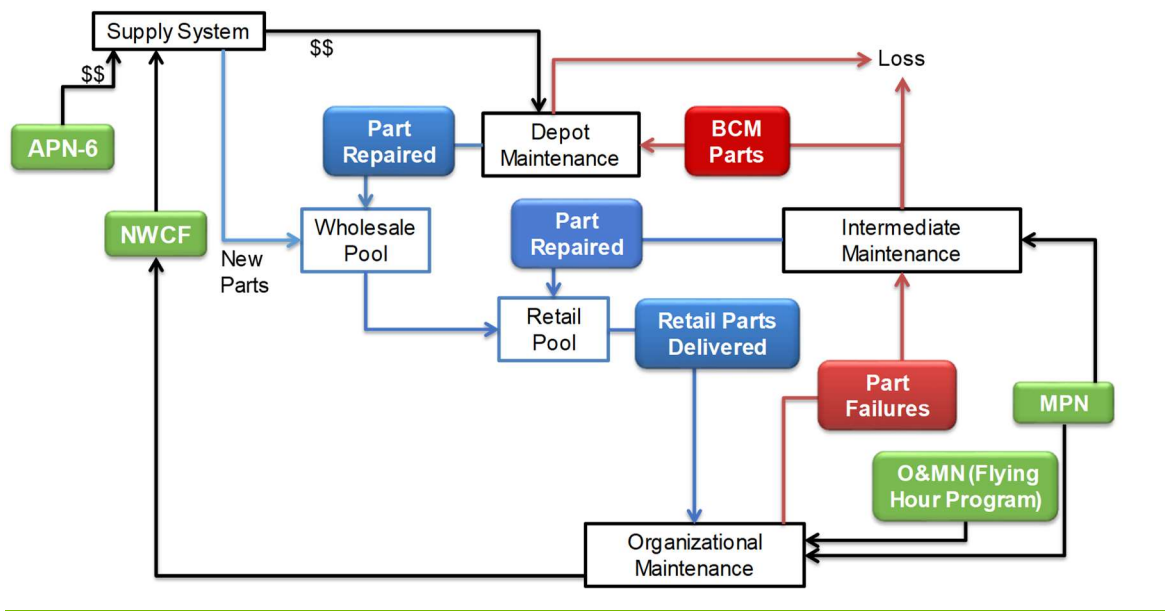 Supply System
$$
$$
Loss
APN-6
Part
Repaired
Depot
Maintenance
BCM
Parts
NWCF
New
Parts
Wholesale
Pool
Part
Repaired
Intermediate
Maintenance
Retail
Pool
Retail Parts
Delivered
Part
Failures
MPN
O&MN (Flying
Hour Program)
Organizational
Maintenance